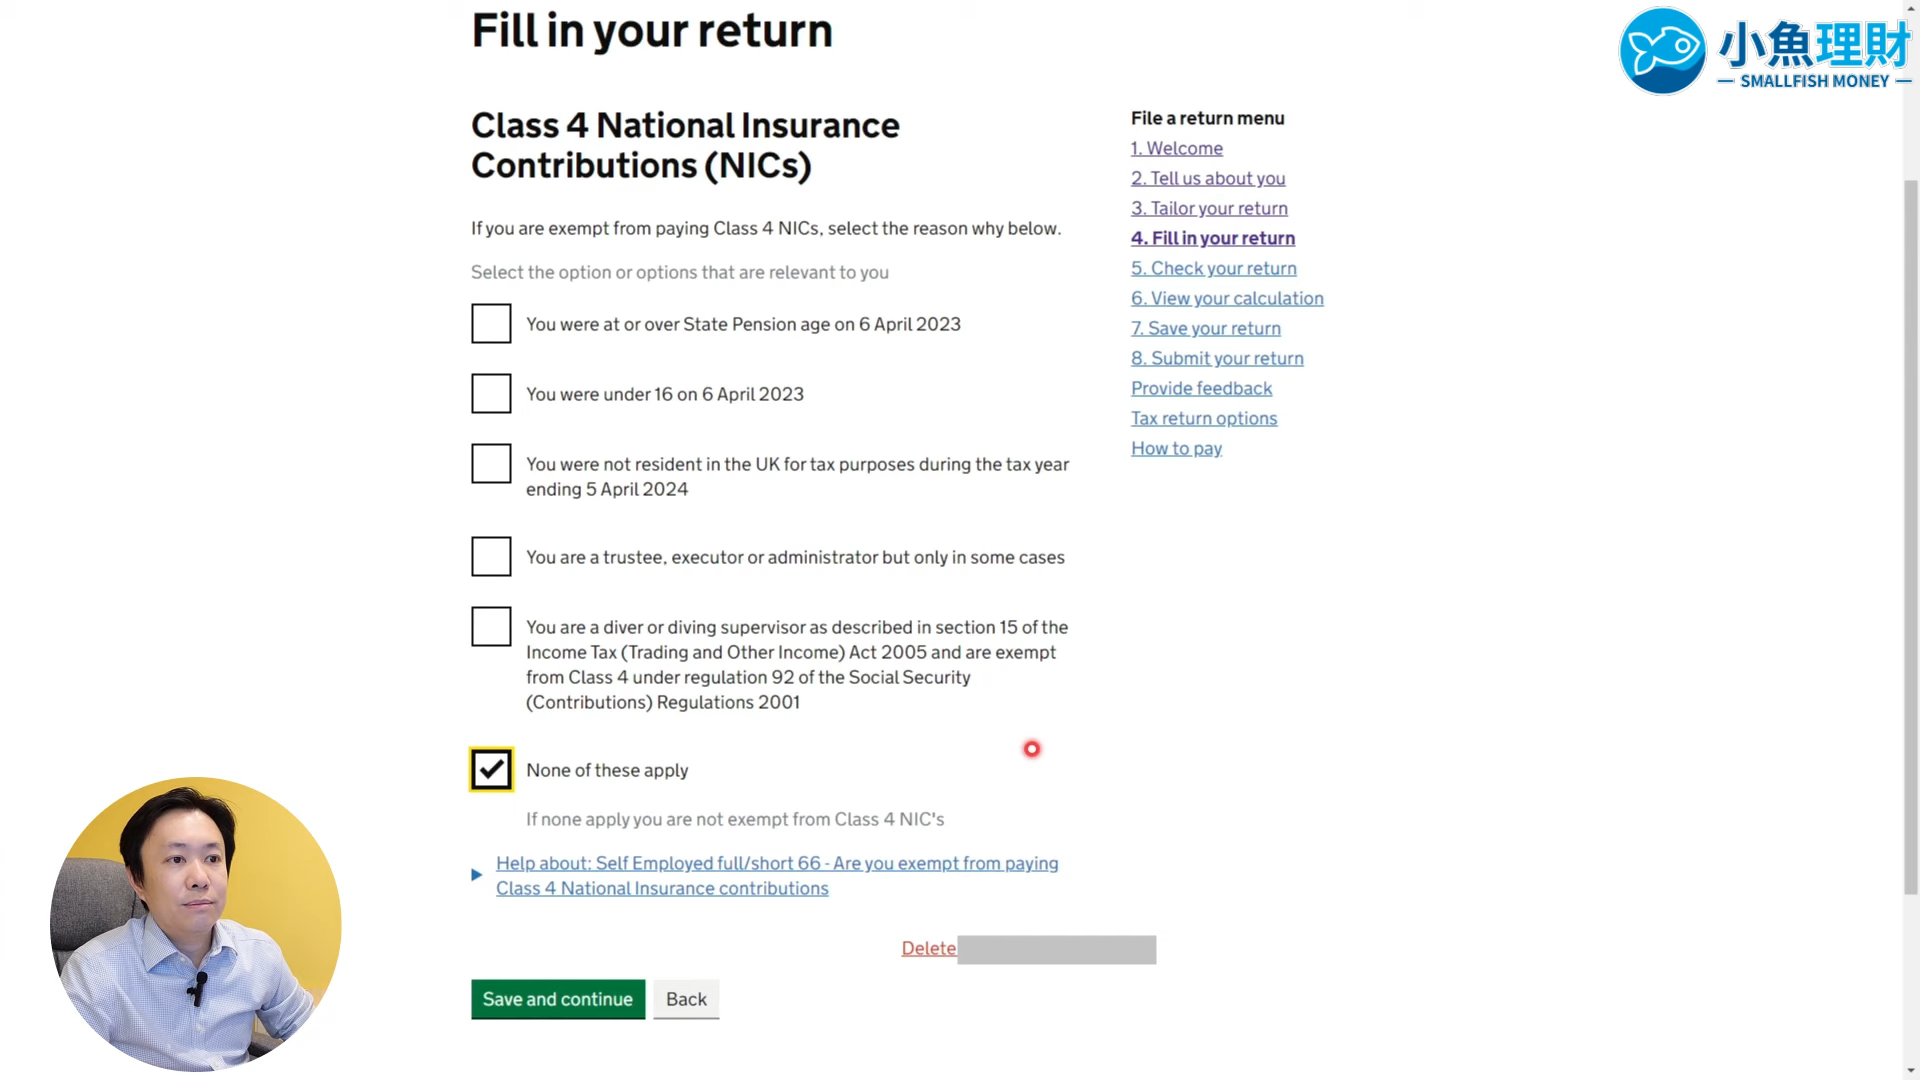 Fill in your return
小魚理財
SMALLFISH MONEY
Class 4 National Insurance
Contributions (NICs)
If you are exempt from paying Class 4 NICs, select the reason why below.
Select the option or options that are relevant to you
You were at or over State Pension age on 6 April 2023
You were under 16 on 6 April 2023
You were not resident in the UK for tax purposes during the tax year
ending 5 April 2024
You are a trustee, executor or administrator but only in some cases
You are a diver or diving supervisor as described in section 15 of the
Income Tax (Trading and Other Income) Act 2005 and are exempt
from Class 4 under regulation 92 of the Social Security
(Contributions) Regulations 2001
None of these apply
If none apply you are not exempt from Class 4 NIC's
Help about: Self Employed full/short 66 - Are you exempt from paying
Class 4 National Insurance contributions
Delete
Save and continue
Back
File a return menu
1. Welcome
2. Tell us about you
3. Tailor your return
4. Fill in your return
5. Check your return
6. View your calculation
7. Save your return
8. Submit your return
Provide feedback
Tax return options
How to pay